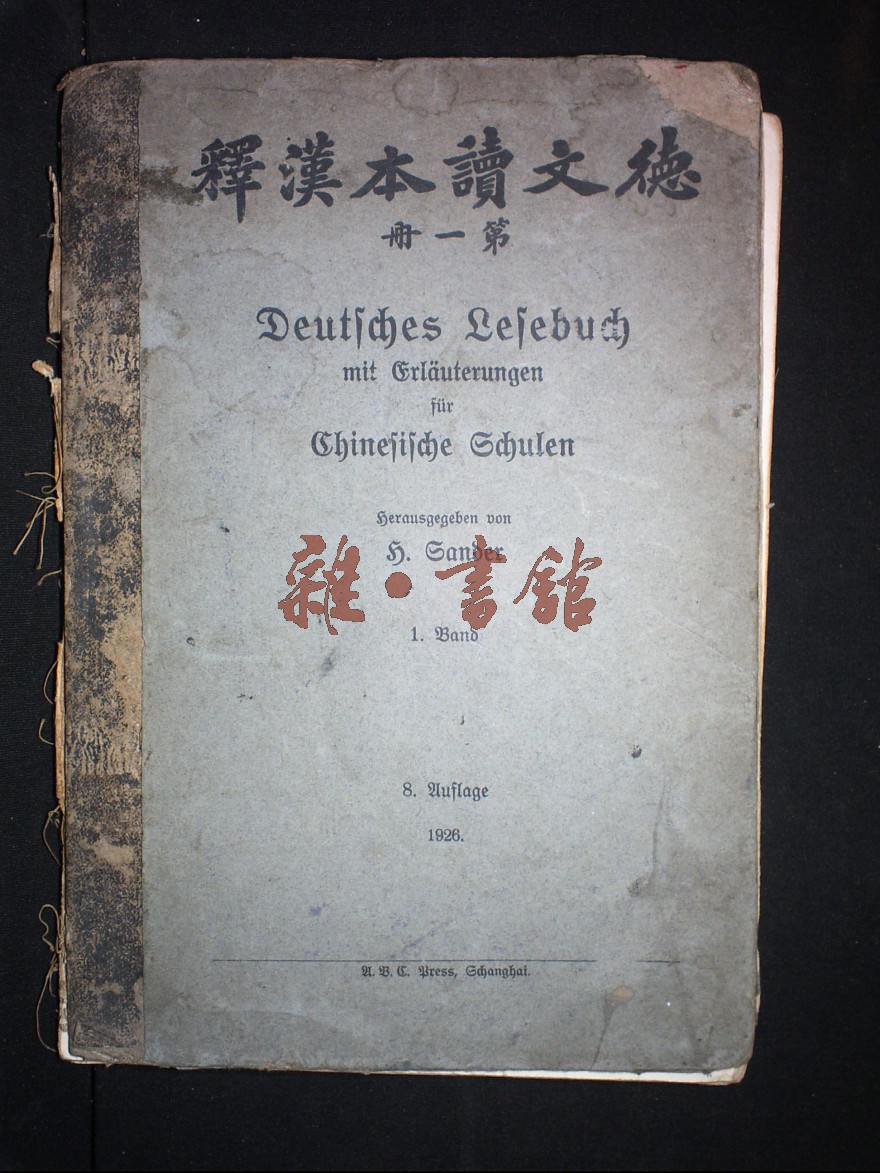 德文讀本漢釋
第一冊
Deutsches Lesebuch
mit Erläuterungen
für
Chinesische Schulen
Herausgegeben von
H. Sander
雜·書館
1. Band
8. Auflage
1926.
A. B. C. Press, Schanghai.